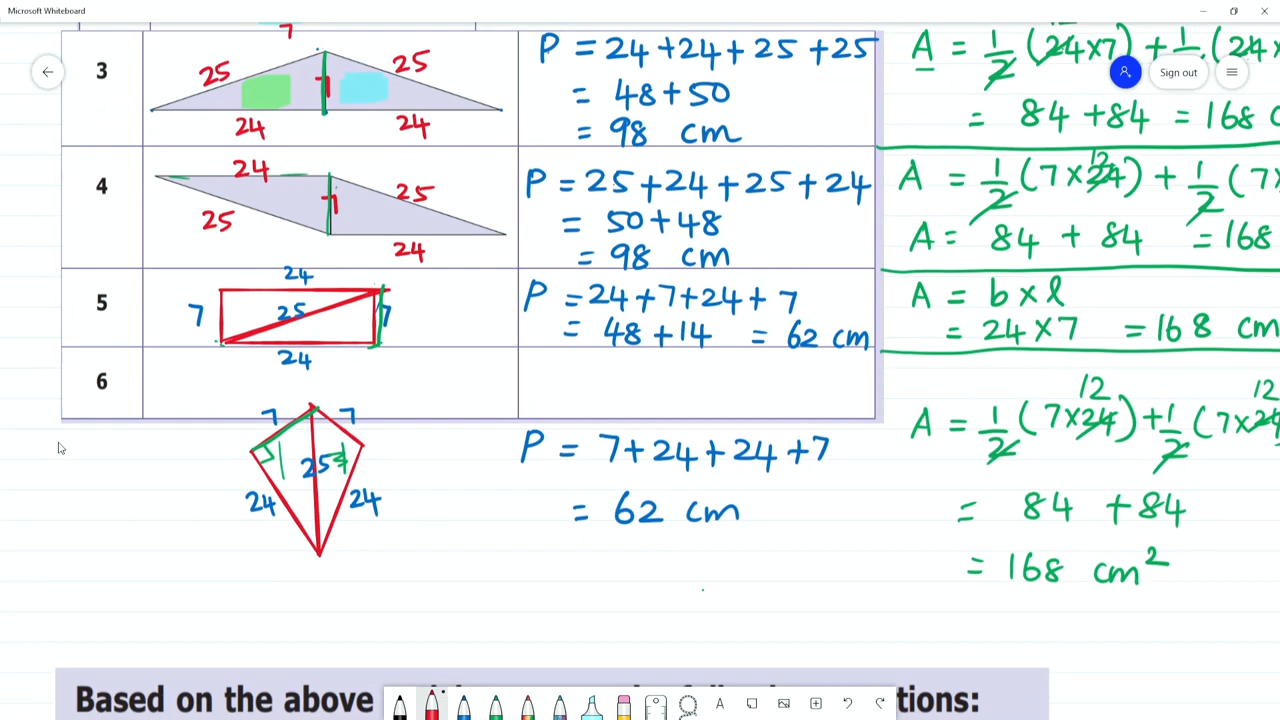 Microsoft Whiteboard
7
3
25
25
7
24
24
P = 24 + 24 + 25 + 25
= 48 + 50
= 98 cm
A = 1/2 (24 x 7) + 1/2 (24 x
= 84 + 84 = 168 c
Sign out
4
24
7
25
25
24
P = 25 + 24 + 25 + 24
= 50 + 48
= 98 cm
12
A = 1/2 (7 x 24) + 1/2 (7 x
A = 84 + 84 = 168
5
24
7
25
7
24
P = 24 + 7 + 24 + 7
= 48 + 14 = 62 cm
A = b x l
= 24 x 7 = 168 cm
6
7
7
25
24
24
P = 7 + 24 + 24 + 7
= 62 cm
12
12
A = 1/2 (7 x 24) + 1/2 (7 x 24
= 84 + 84
= 168 cm²
Based on the above
tions:
A